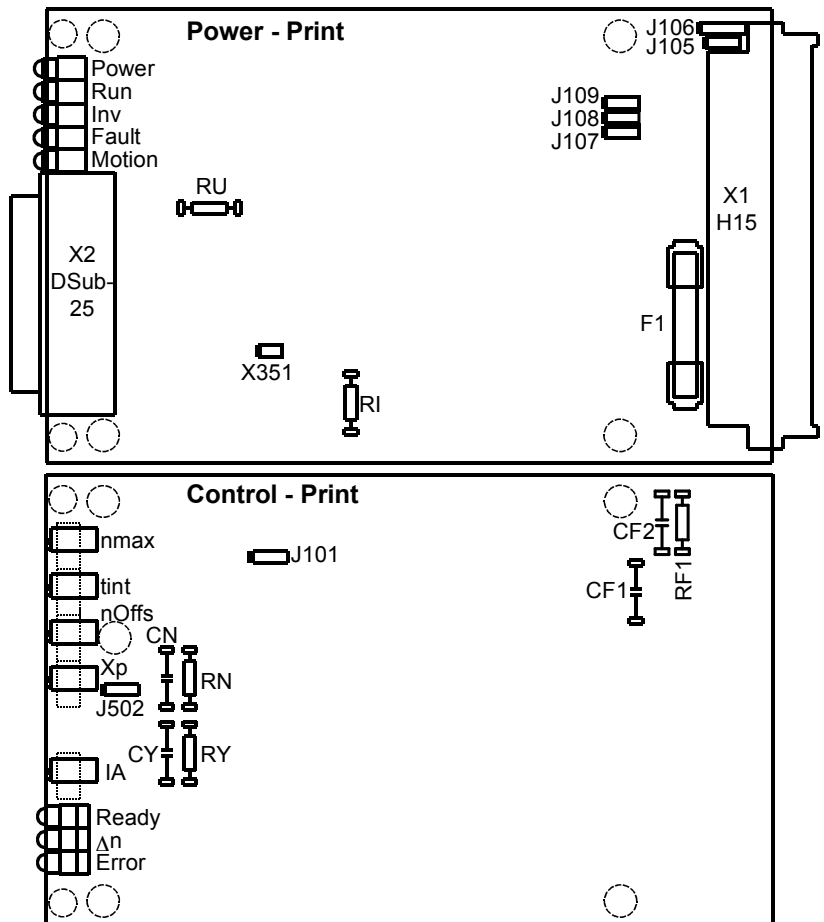 Power - Print
J106
J105
Power
Run
Inv
Fault
Motion
J109
J108
J107
RU
X1
H15
X2
DSub-
25
F1
X351
RI
Control - Print
nmax
J101
CF2
RF1
CF1
tint
nOffs
CN
Xp
RN
J502
CY
RY
IA
Ready
Δn
Error